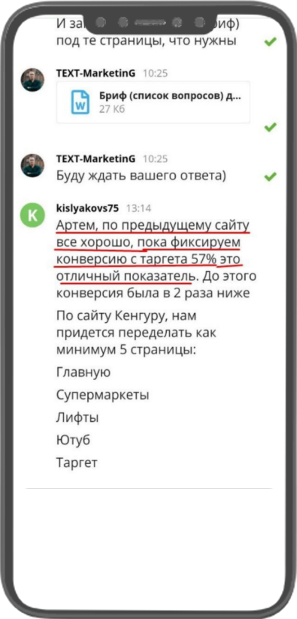 И за
риф)
под те страницы, что нужны
TEXT-MarketinG 10:25
Бриф (список вопросов) д...
27 Кб
W
TEXT-MarketinG 10:25
Буду ждать вашего ответа)
K
kislyakovs75 13:14
Артем, по предыдущему сайту
все хорошо, пока фиксируем
конверсию с таргета 57% это
отличный показатель. До этого
конверсия была в 2 раза ниже
По сайту Кенгуру, нам
придется переделать как
минимум 5 страницы:
Главную
Супермаркеты
Лифты
Ютуб
Таргет